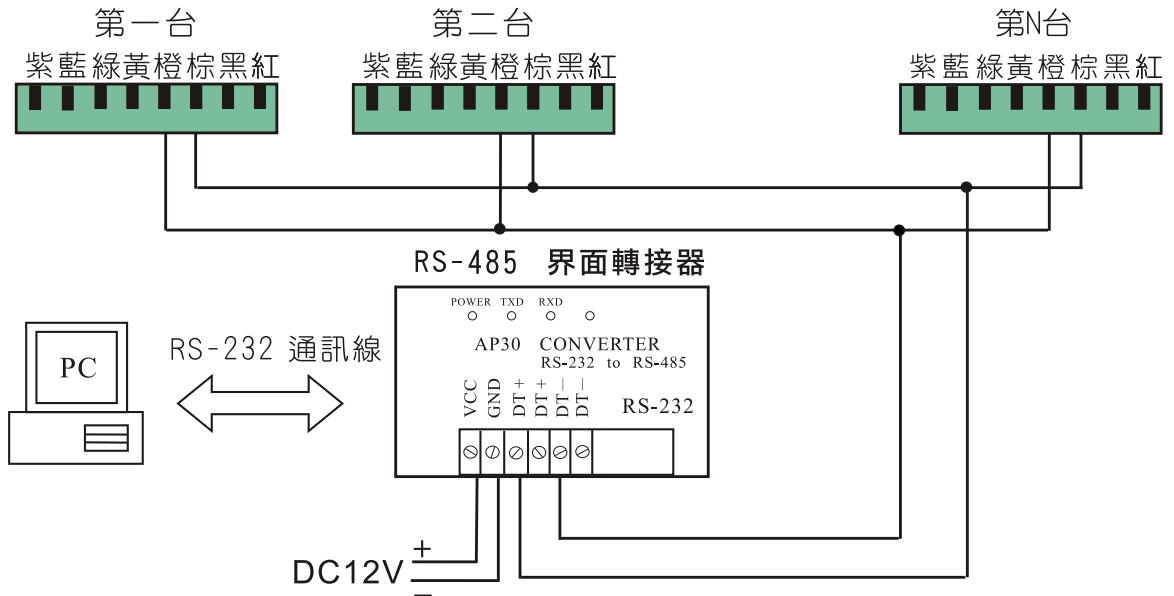 第一台
第二台
第N台
紫藍綠黃橙棕黑紅
紫藍綠黃橙棕黑紅
紫藍綠黃橙棕黑紅
RS-485 界面轉接器
POWER TXD RXD
AP30 CONVERTER
RS-232 to RS-485
PC
RS-232 通訊線
VCC
GND
DT+
DT+
DT−
DT−
RS-232
DC12V
+
−